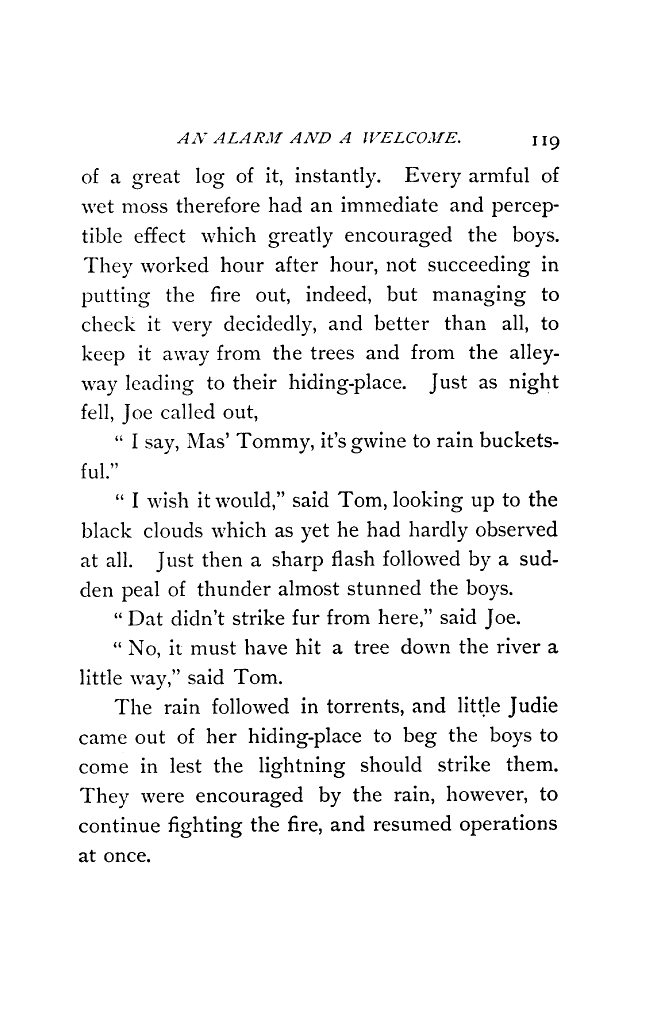 AN ALARM AND A WELCOME. 119
of a great log of it, instantly. Every armful of
wet moss therefore had an immediate and percep-
tible effect which greatly encouraged the boys.
They worked hour after hour, not succeeding in
putting the fire out, indeed, but managing to
check it very decidedly, and better than all, to
keep it away from the trees and from the alley-
way leading to their hiding-place. Just as night
fell, Joe called out,
“ I say, Mas’ Tommy, it’s gwine to rain buckets-
ful.”
“ I wish it would,” said Tom, looking up to the
black clouds which as yet he had hardly observed
at all. Just then a sharp flash followed by a sud-
den peal of thunder almost stunned the boys.
“ Dat didn’t strike fur from here,” said Joe.
“ No, it must have hit a tree down the river a
little way,” said Tom.
The rain followed in torrents, and little Judie
came out of her hiding-place to beg the boys to
come in lest the lightning should strike them.
They were encouraged by the rain, however, to
continue fighting the fire, and resumed operations
at once.